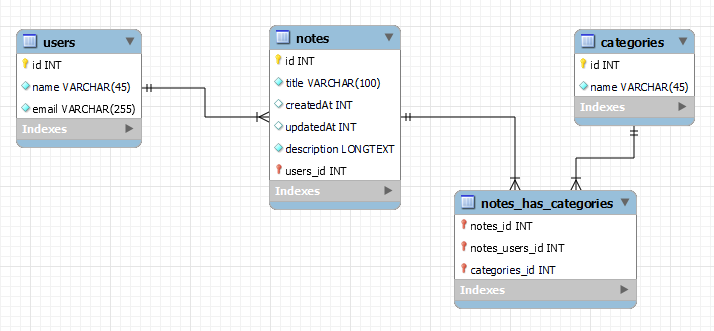 users
id INT
name VARCHAR(45)
email VARCHAR(255)
Indexes
notes
id INT
title VARCHAR(100)
createdAt INT
updatedAt INT
description LONGTEXT
users_id INT
Indexes
categories
id INT
name VARCHAR(45)
Indexes
notes_has_categories
notes_id INT
notes_users_id INT
categories_id INT
Indexes